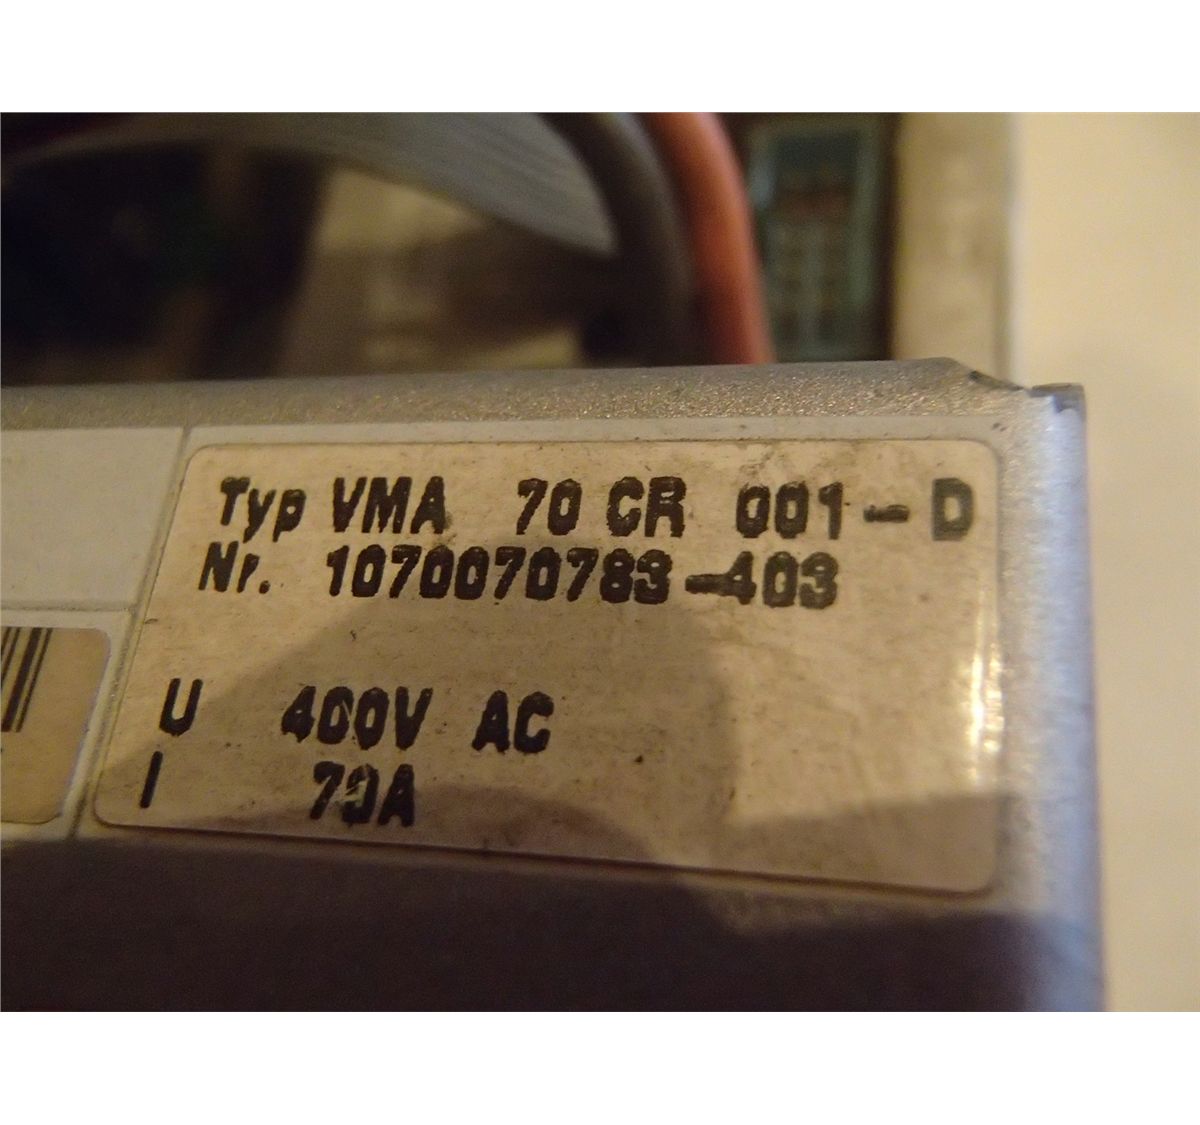 Typ VMA 70 CR 001-D
Nr. 1070070783-403
U 400V AC
I 70A